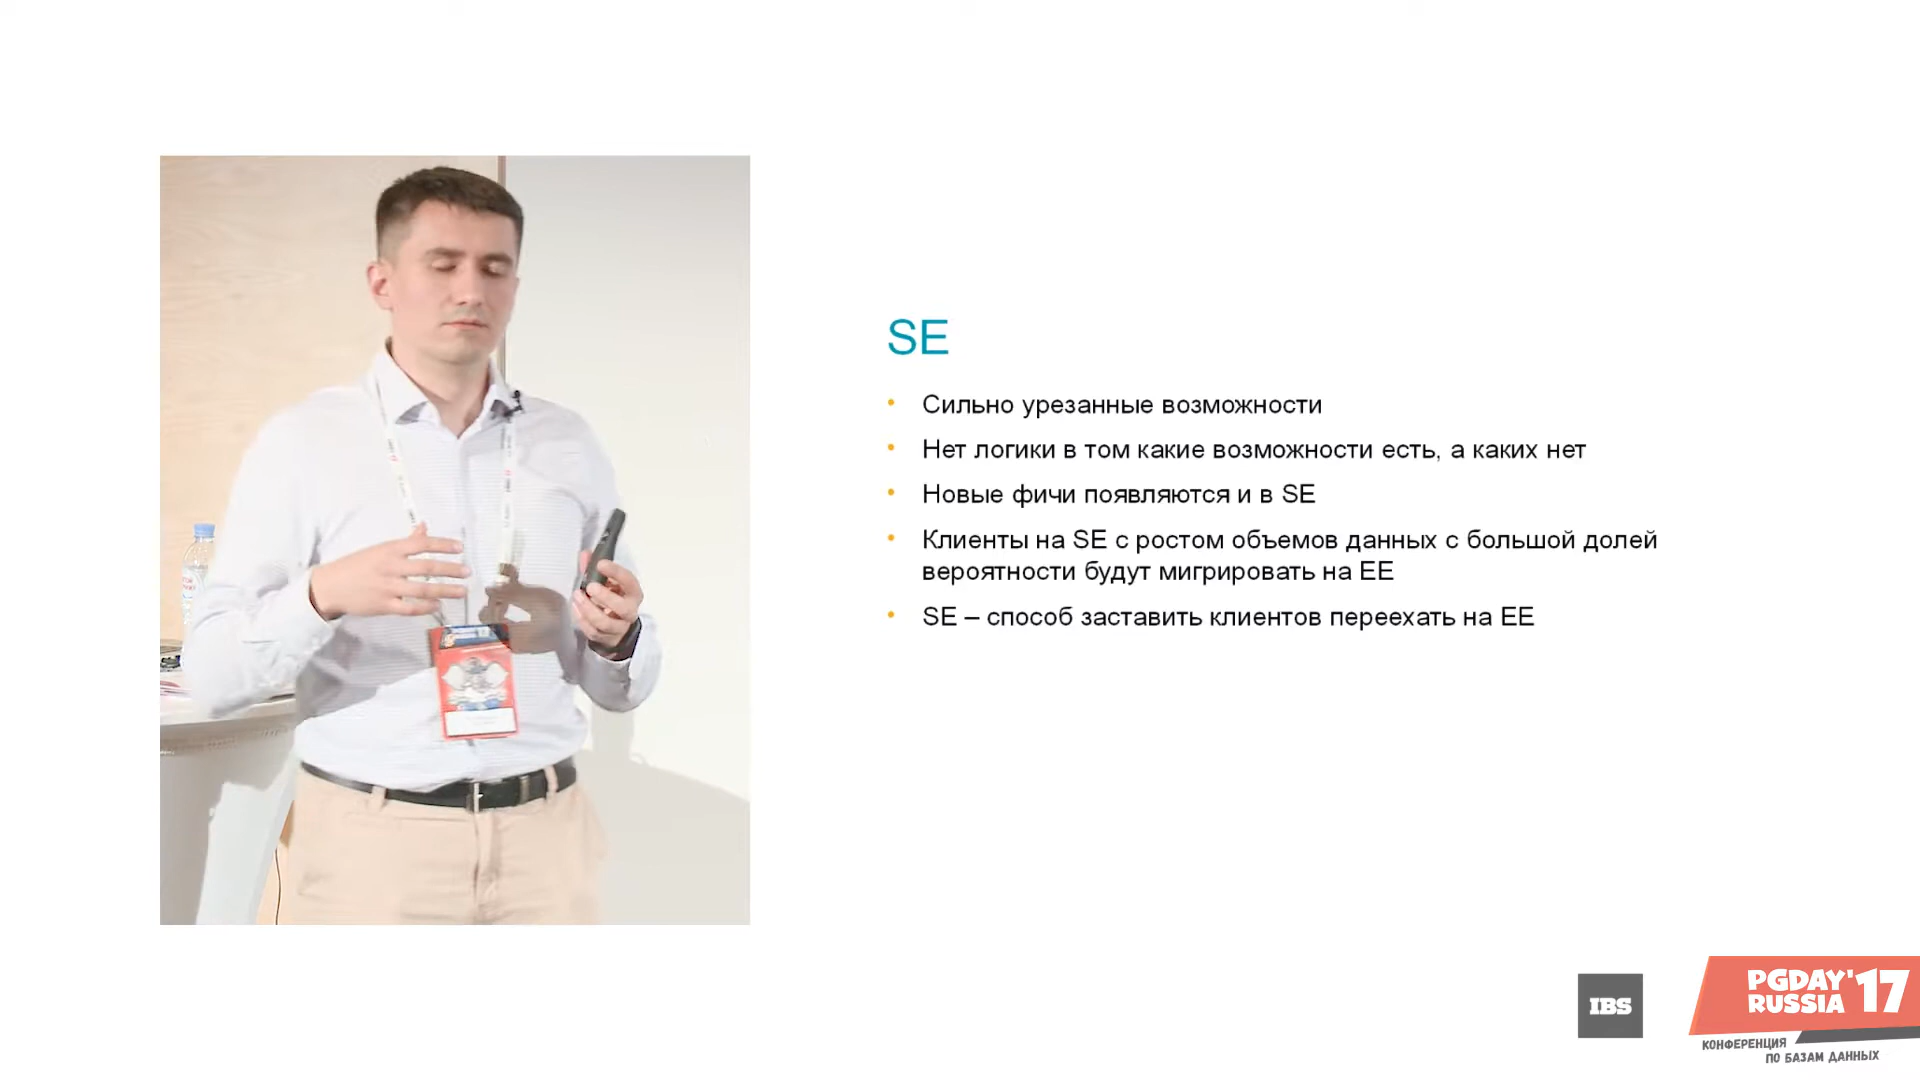 SE
• Сильно урезанные возможности
• Нет логики в том какие возможности есть, а каких нет
• Новые фичи появляются и в SE
• Клиенты на SE с ростом объемов данных с большой долей
вероятности будут мигрировать на EE
• SE – способ заставить клиентов переехать на EE
IBS
PGDAY'17
RUSSIA
КОНФЕРЕНЦИЯ
ПО БАЗАМ ДАННЫХ